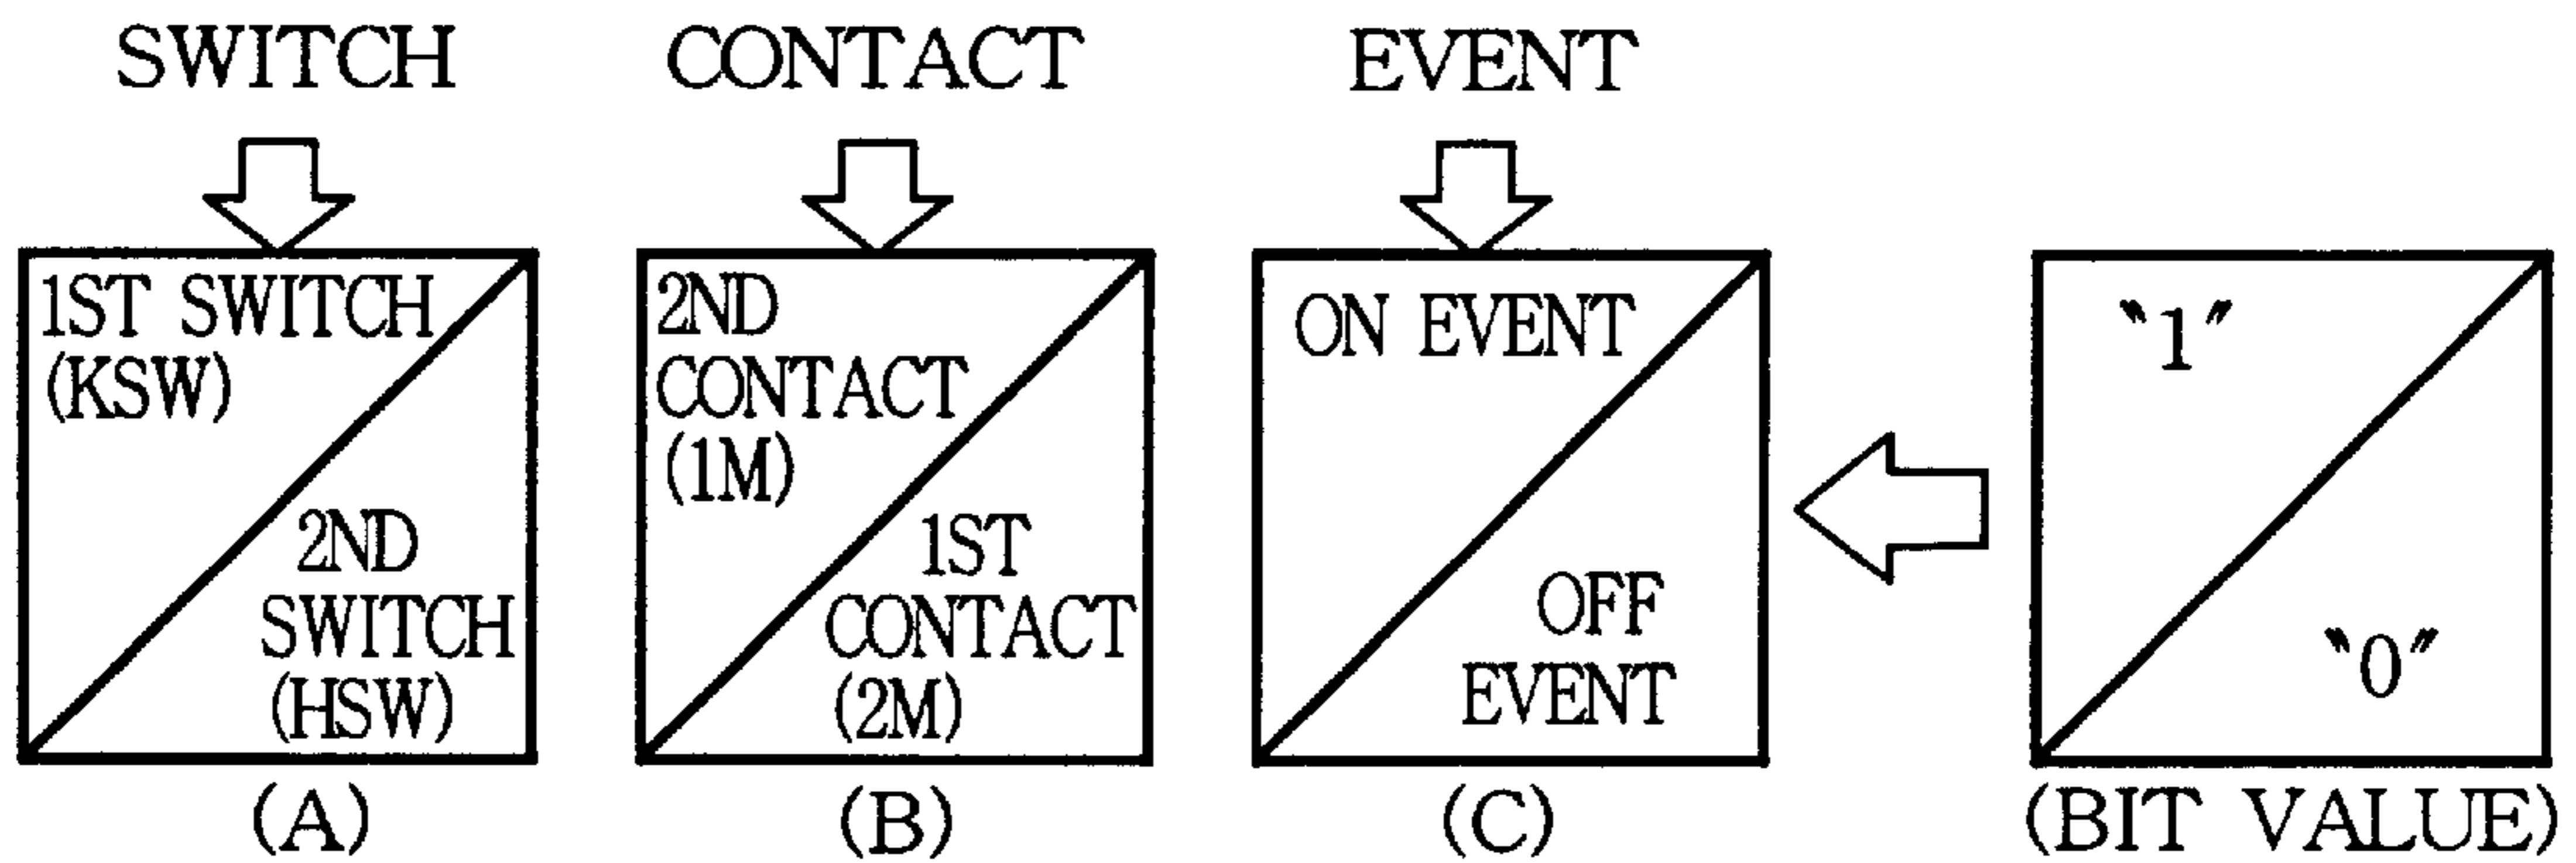 SWITCH
CONTACT
EVENT
1ST SWITCH
(KSW)
2ND
SWITCH
(HSW)
2ND
CONTACT
(1M)
1ST
CONTACT
(2M)
ON EVENT
OFF
EVENT
"1"
"0"
(A)
(B)
(C)
(BIT VALUE)